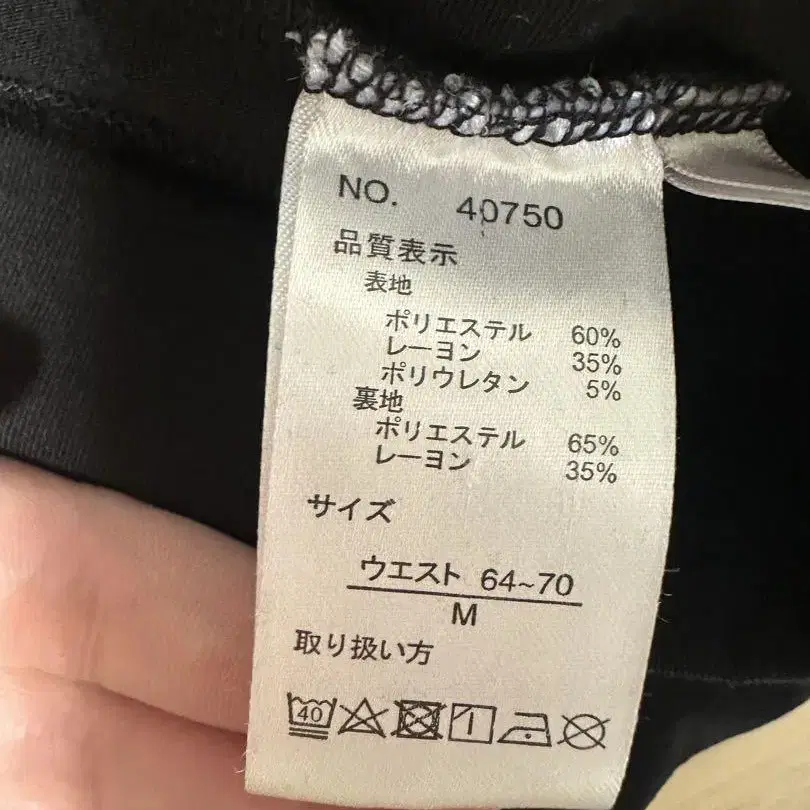 NO. 40750
品質表示
表地
ポリエステル 60%
レーヨン 35%
ポリウレタン 5%
裏地
ポリエステル 65%
レーヨン 35%
サイズ
ウエスト 64~70
M
取り扱い方
40